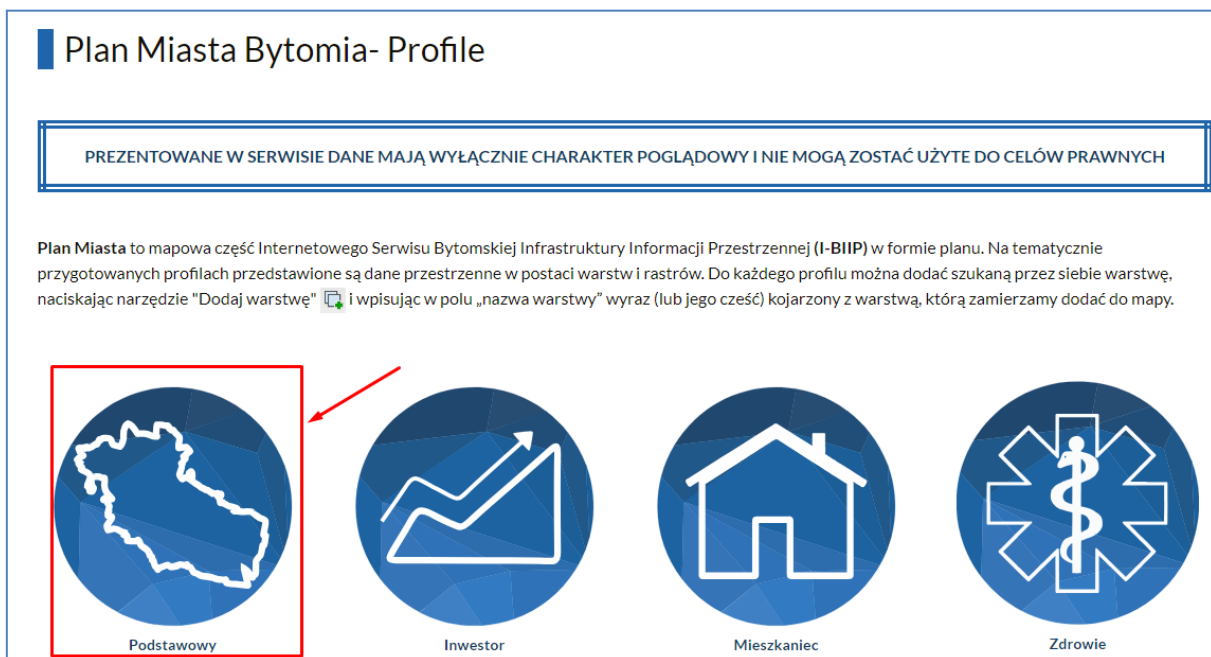 Plan Miasta Bytomia- Profile
PREZENTOWANE W SERWISIE DANE MAJĄ WYŁĄCZNIE CHARAKTER POGLĄDOWY I NIE MOGĄ ZOSTAĆ UŻYTE DO CELÓW PRAWNYCH
Plan Miasta to mapowa część Internetowego Serwisu Bytomskiej Infrastruktury Informacji Przestrzennej (I-BIIP) w formie planu. Na tematycznie
przygotowanych profilach przedstawione są dane przestrzenne w postaci warstw i rastrów. Do każdego profilu można dodać szukaną przez siebie warstwę,
naciskając narzędzie "Dodaj warstwę" i wpisując w polu „nazwa warstwy” wyraz (lub jego cześć) kojarzony z warstwą, którą zamierzamy dodać do mapy.
Podstawowy Inwestor Mieszkaniec Zdrowie